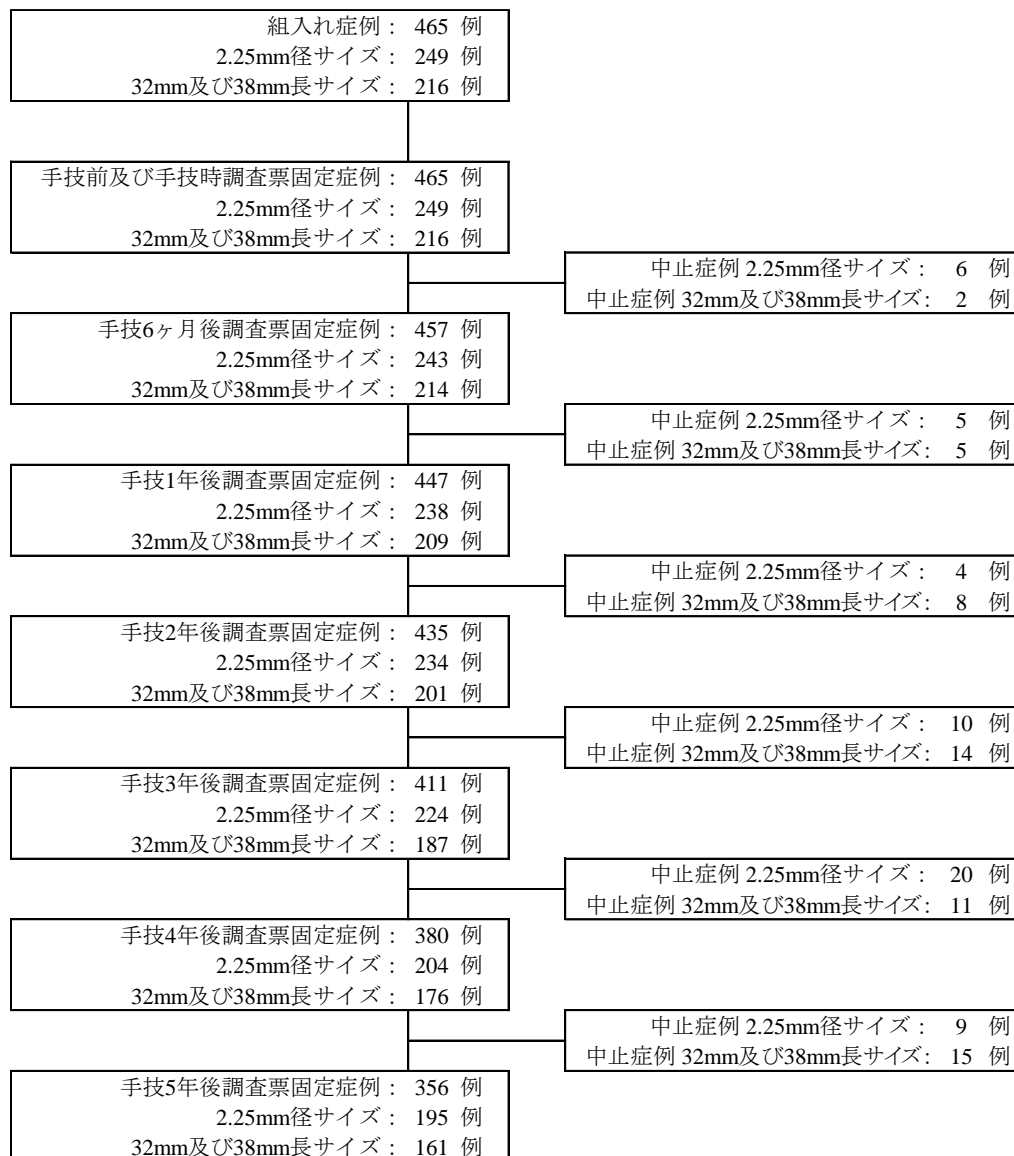 組入れ症例： 465 例
2.25mm径サイズ： 249 例
32mm及び38mm長サイズ： 216 例
手技前及び手技時調査票固定症例： 465 例
2.25mm径サイズ： 249 例
32mm及び38mm長サイズ： 216 例
中止症例 2.25mm径サイズ： 6 例
中止症例 32mm及び38mm長サイズ： 2 例
手技6ヶ月後調査票固定症例： 457 例
2.25mm径サイズ： 243 例
32mm及び38mm長サイズ： 214 例
中止症例 2.25mm径サイズ： 5 例
中止症例 32mm及び38mm長サイズ： 5 例
手技1年後調査票固定症例： 447 例
2.25mm径サイズ： 238 例
32mm及び38mm長サイズ： 209 例
中止症例 2.25mm径サイズ： 4 例
中止症例 32mm及び38mm長サイズ： 8 例
手技2年後調査票固定症例： 435 例
2.25mm径サイズ： 234 例
32mm及び38mm長サイズ： 201 例
中止症例 2.25mm径サイズ： 10 例
中止症例 32mm及び38mm長サイズ： 14 例
手技3年後調査票固定症例： 411 例
2.25mm径サイズ： 224 例
32mm及び38mm長サイズ： 187 例
中止症例 2.25mm径サイズ： 20 例
中止症例 32mm及び38mm長サイズ： 11 例
手技4年後調査票固定症例： 380 例
2.25mm径サイズ： 204 例
32mm及び38mm長サイズ： 176 例
中止症例 2.25mm径サイズ： 9 例
中止症例 32mm及び38mm長サイズ： 15 例
手技5年後調査票固定症例： 356 例
2.25mm径サイズ： 195 例
32mm及び38mm長サイズ： 161 例